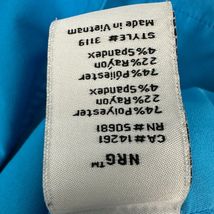 NRG™
CA# 14261
RN# 50681
74% Polyester
22% Rayon
4% Spandex
74% Polyester
22% Rayon
4% Spandex
STYLE# 3119
Made in Vietnam